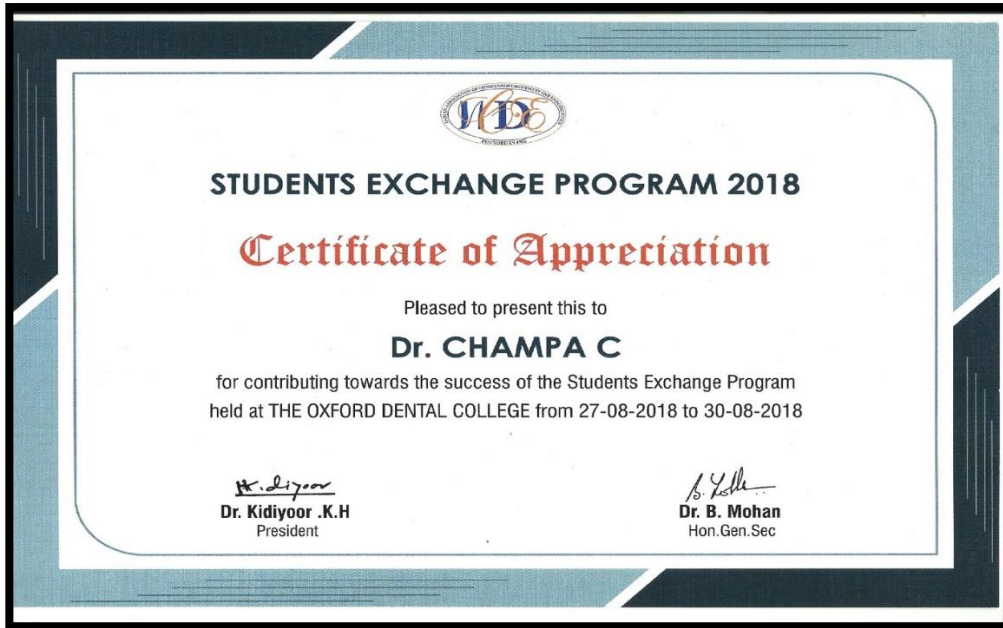 STUDENTS EXCHANGE PROGRAM 2018
Certificate of Appreciation
Pleased to present this to
Dr. CHAMPA C
for contributing towards the success of the Students Exchange Program
held at THE OXFORD DENTAL COLLEGE from 27-08-2018 to 30-08-2018
Dr. Kidiyoor .K.H
President
Dr. B. Mohan
Hon.Gen.Sec